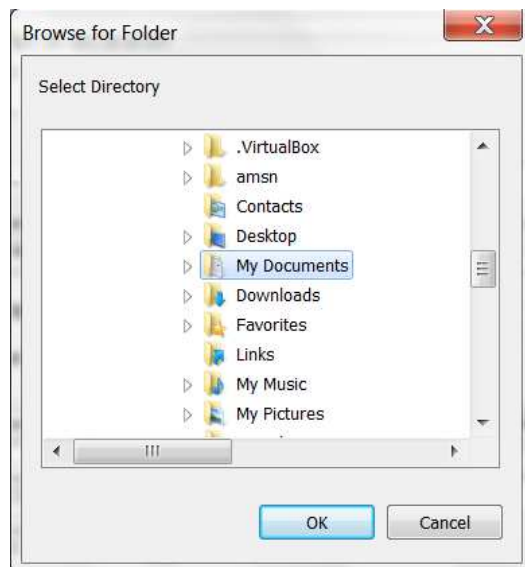 Browse for Folder
Select Directory
.VirtualBox
amsn
Contacts
Desktop
My Documents
Downloads
Favorites
Links
My Music
My Pictures
OK Cancel